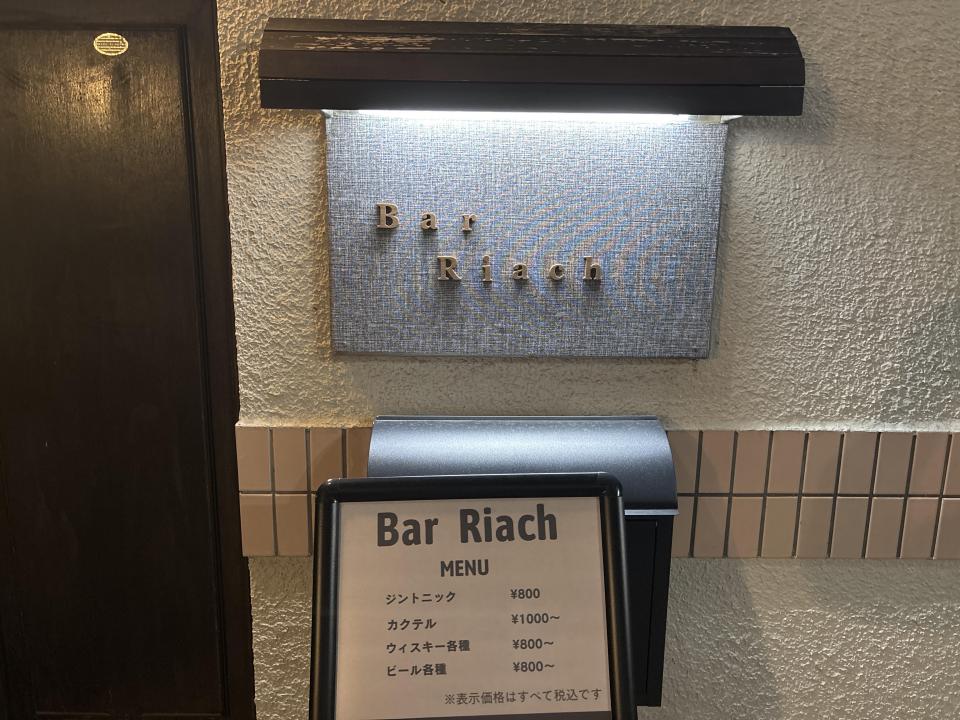 Bar
Riach
Bar Riach
MENU
ジントニック ¥800
カクテル ¥1000～
ウィスキー各種 ¥800～
ビール各種 ¥800～
※表示価格はすべて税込です